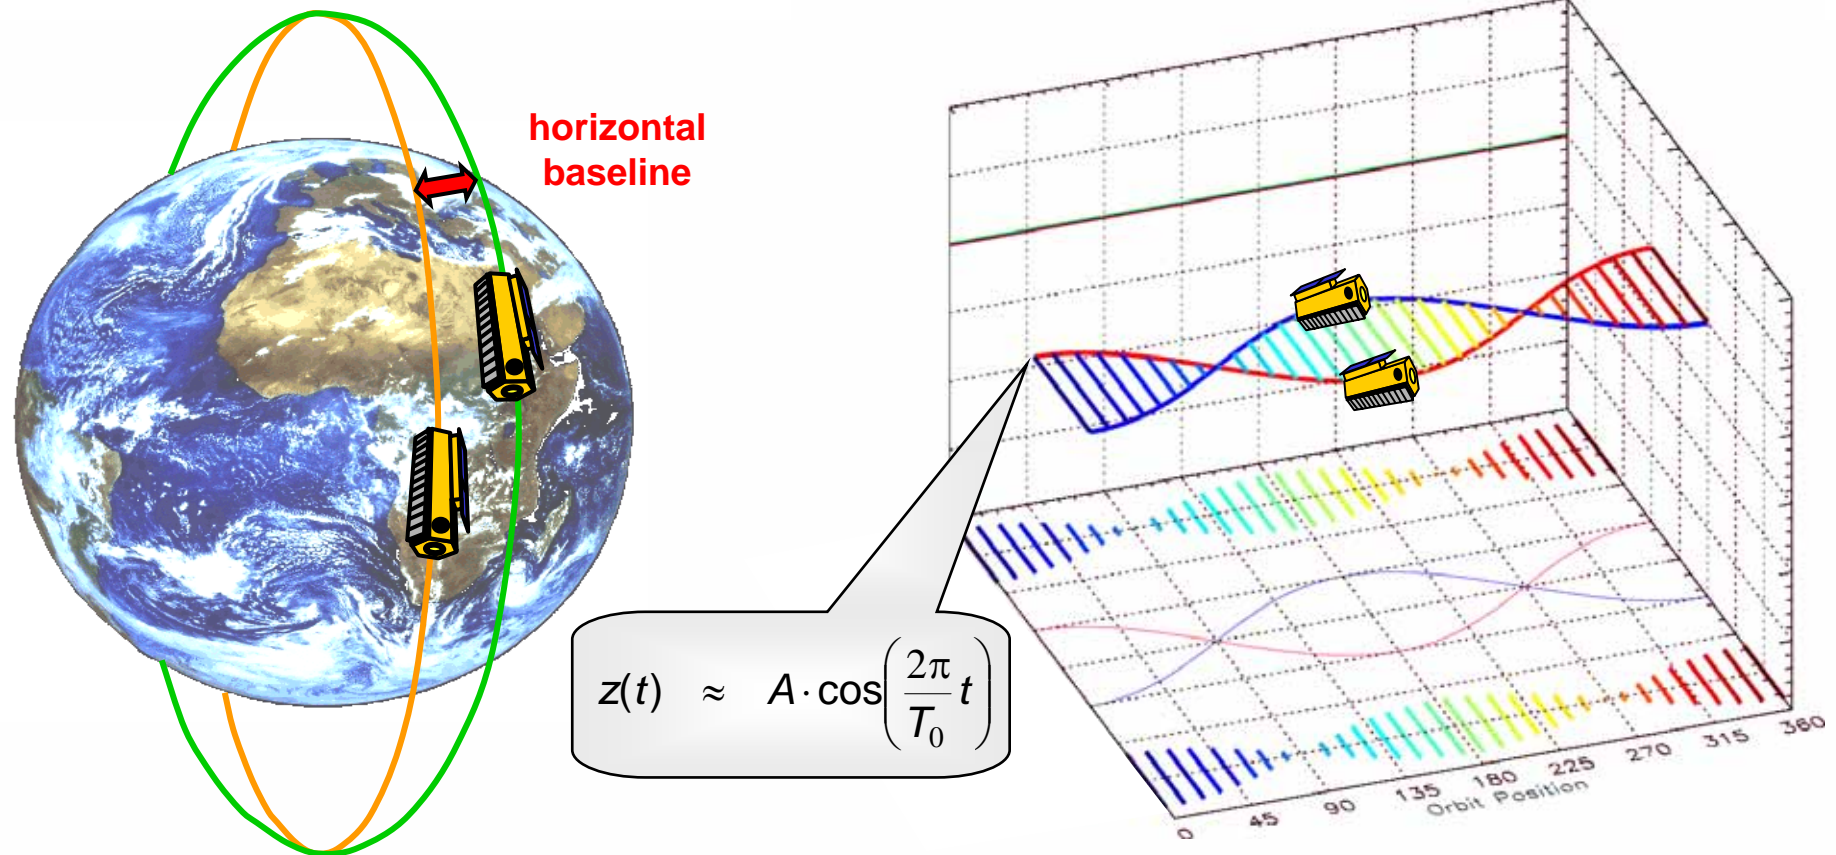 horizontal
baseline
z(t) ≈ A · cos(2π/T₀ t)
0 45 90 135 180 225 270 315 360
Orbit Position